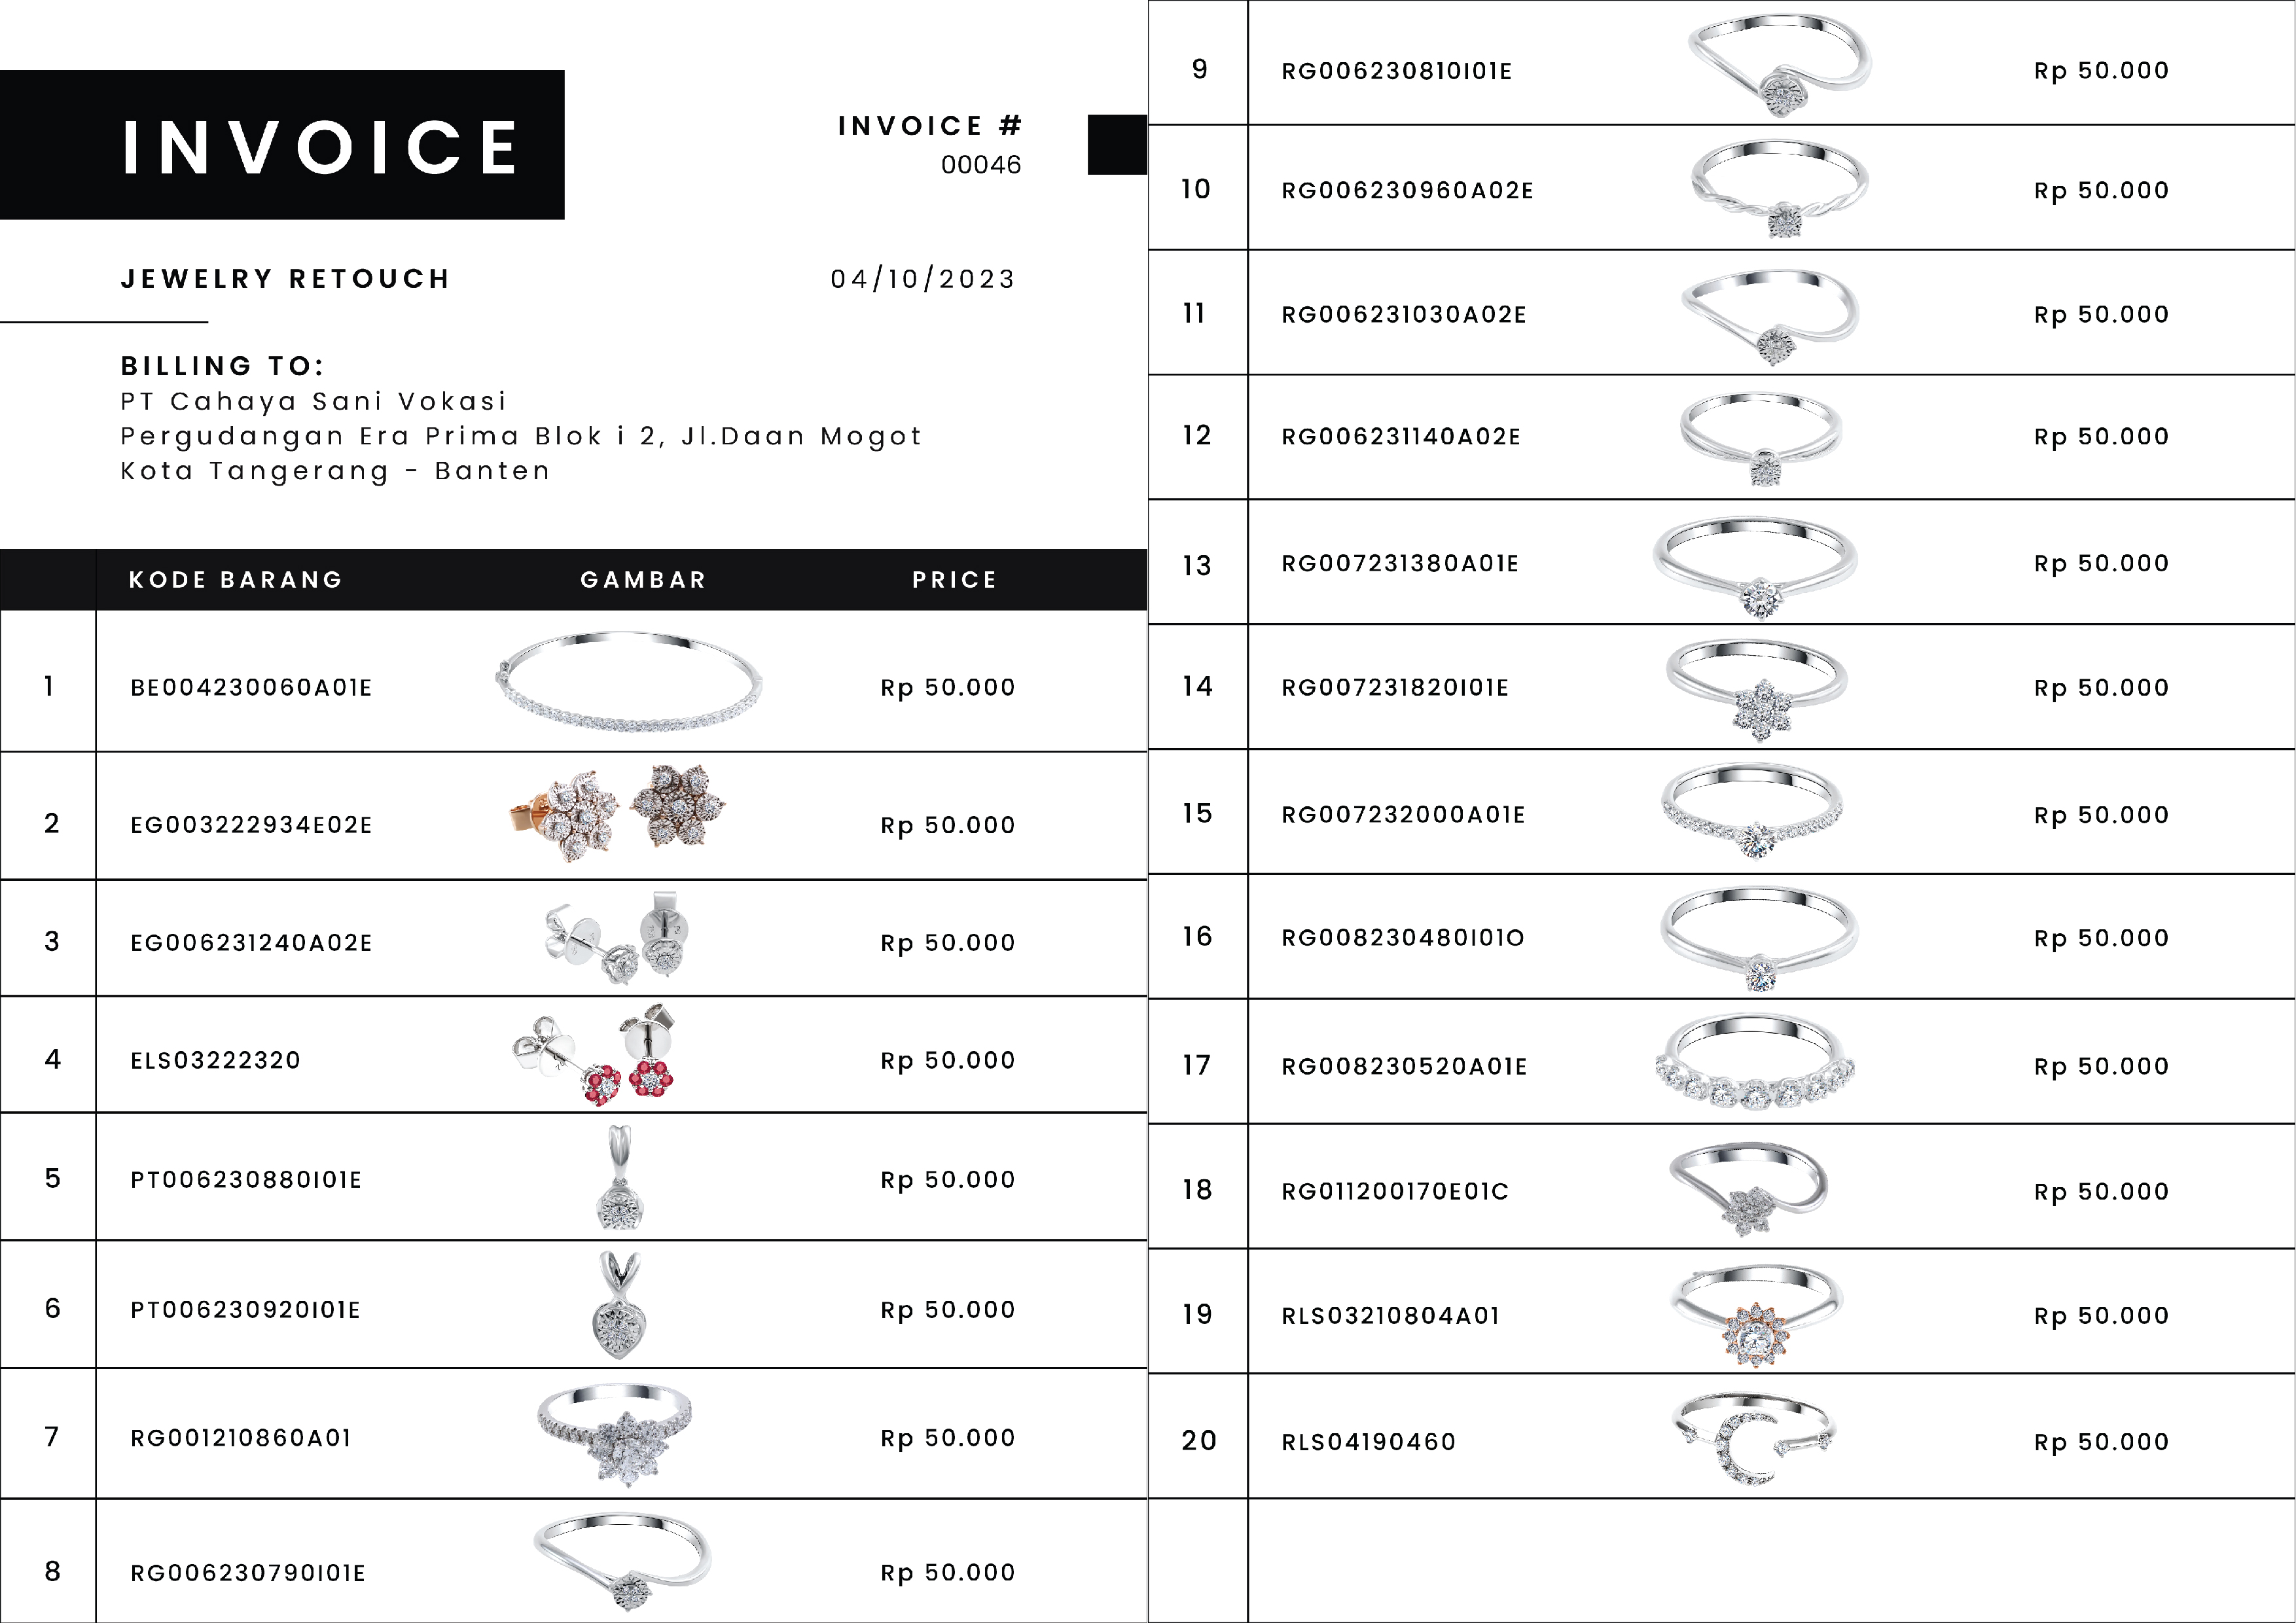 INVOICE
INVOICE #
00046
JEWELRY RETOUCH
04/10/2023
BILLING TO:
PT Cahaya Sani Vokasi
Pergudangan Era Prima Blok i 2, Jl.Daan Mogot
Kota Tangerang - Banten
KODE BARANG GAMBAR PRICE
1 BE004230060A01E Rp 50.000
2 EG003222934E02E Rp 50.000
3 EG006231240A02E Rp 50.000
4 ELS03222320 Rp 50.000
5 PT006230880I01E Rp 50.000
6 PT006230920I01E Rp 50.000
7 RG001210860A01 Rp 50.000
8 RG006230790I01E Rp 50.000
9 RG006230810I01E Rp 50.000
10 RG006230960A02E Rp 50.000
11 RG006231030A02E Rp 50.000
12 RG006231140A02E Rp 50.000
13 RG007231380A01E Rp 50.000
14 RG007231820I01E Rp 50.000
15 RG007232000A01E Rp 50.000
16 RG008230480I01O Rp 50.000
17 RG008230520A01E Rp 50.000
18 RG011200170E01C Rp 50.000
19 RLS03210804A01 Rp 50.000
20 RLS04190460 Rp 50.000